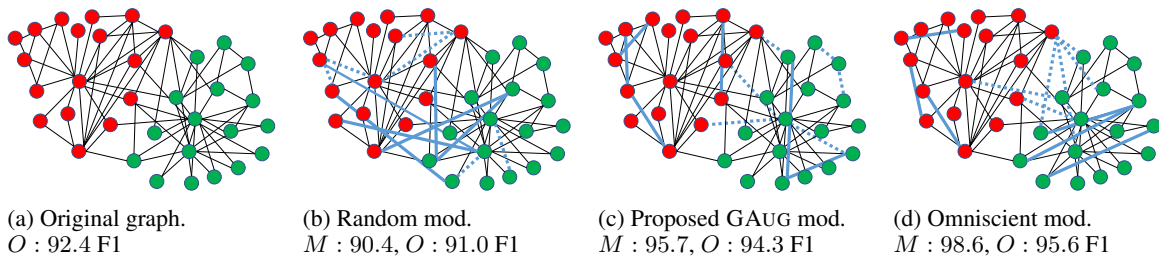 (a) Original graph.
O : 92.4 F1
(b) Random mod.
M : 90.4, O : 91.0 F1
(c) Proposed GAUG mod.
M : 95.7, O : 94.3 F1
(d) Omniscient mod.
M : 98.6, O : 95.6 F1